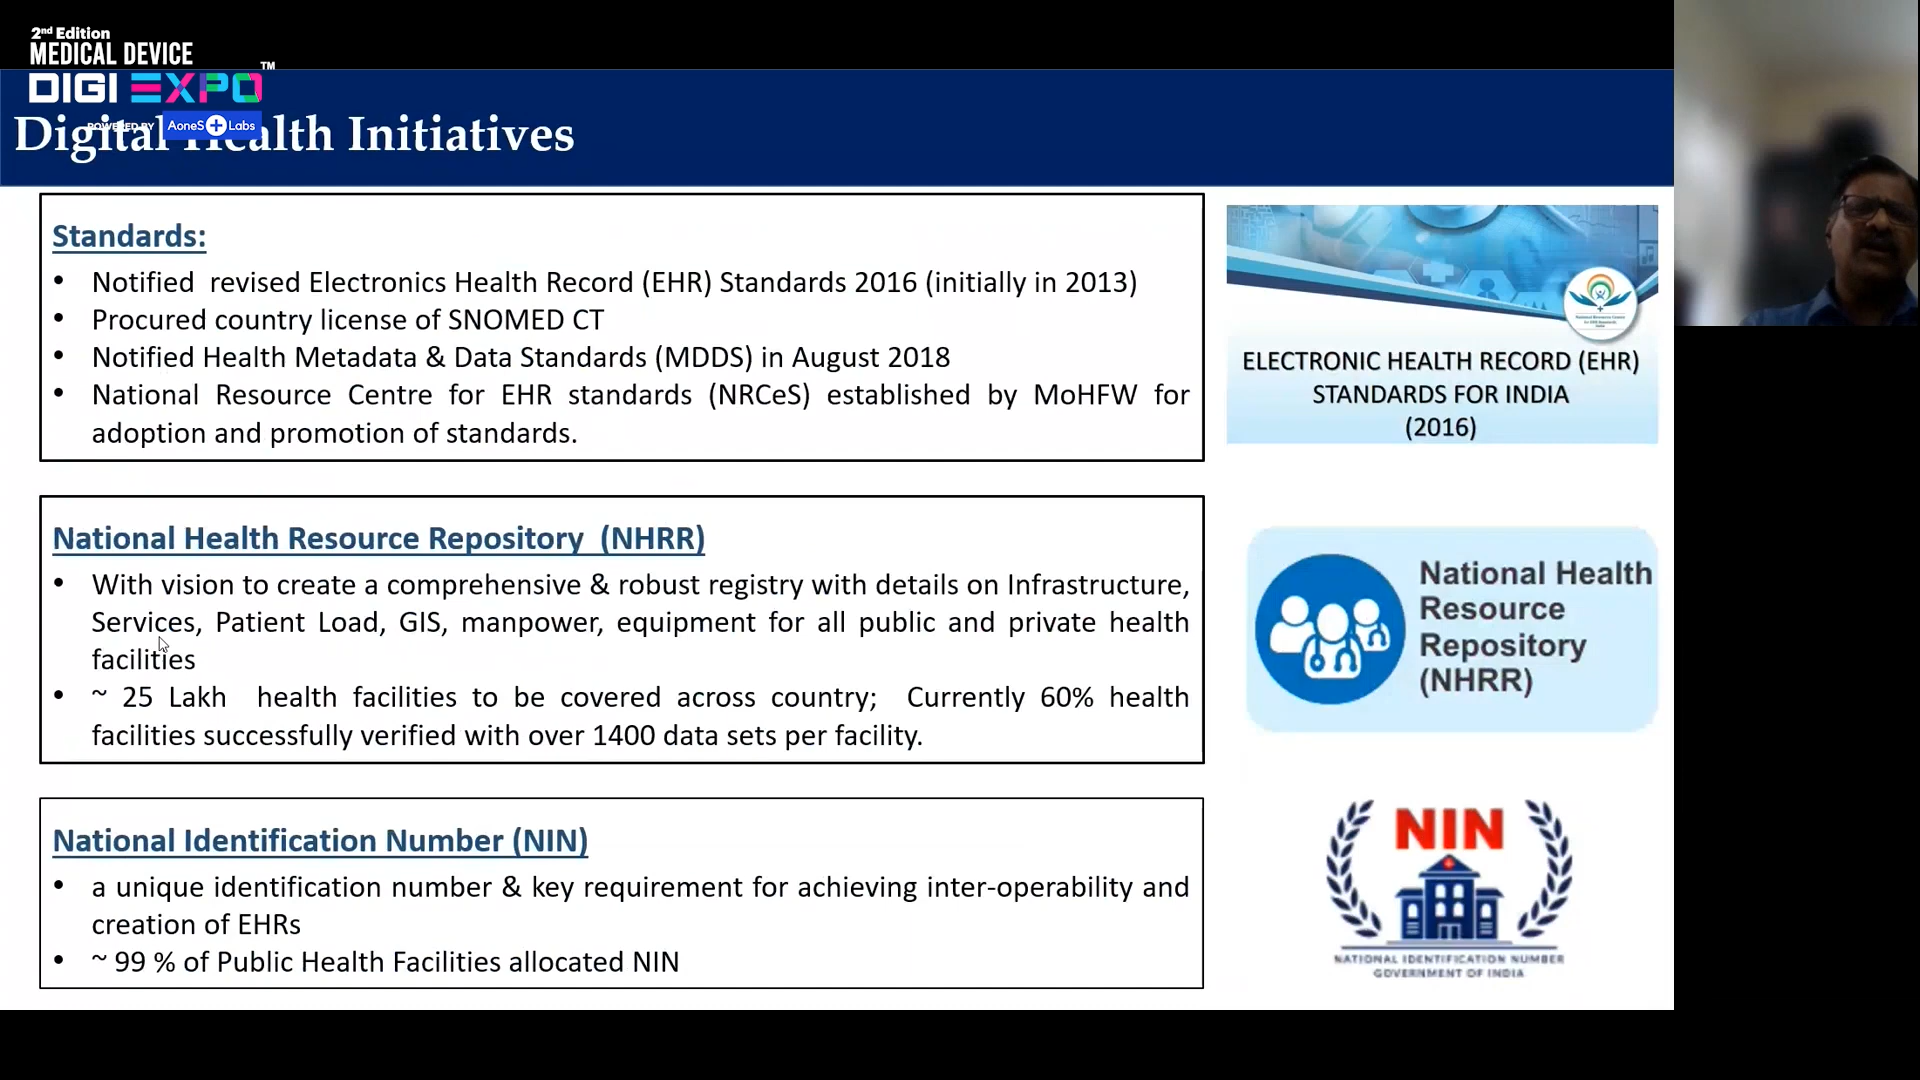 2nd Edition
MEDICAL DEVICE
DIGI EXPO TM
POWERED BY AoneS Labs
Digital Health Initiatives
Standards:
• Notified revised Electronics Health Record (EHR) Standards 2016 (initially in 2013)
• Procured country license of SNOMED CT
• Notified Health Metadata & Data Standards (MDDS) in August 2018
• National Resource Centre for EHR standards (NRCeS) established by MoHFW for
adoption and promotion of standards.
ELECTRONIC HEALTH RECORD (EHR)
STANDARDS FOR INDIA
(2016)
National Health Resource Repository (NHRR)
• With vision to create a comprehensive & robust registry with details on Infrastructure,
Services, Patient Load, GIS, manpower, equipment for all public and private health
facilities
• ~ 25 Lakh health facilities to be covered across country; Currently 60% health
facilities successfully verified with over 1400 data sets per facility.
National Health
Resource
Repository
(NHRR)
National Identification Number (NIN)
• a unique identification number & key requirement for achieving inter-operability and
creation of EHRs
• ~ 99 % of Public Health Facilities allocated NIN
NIN
NATIONAL IDENTIFICATION NUMBER
GOVERNMENT OF INDIA